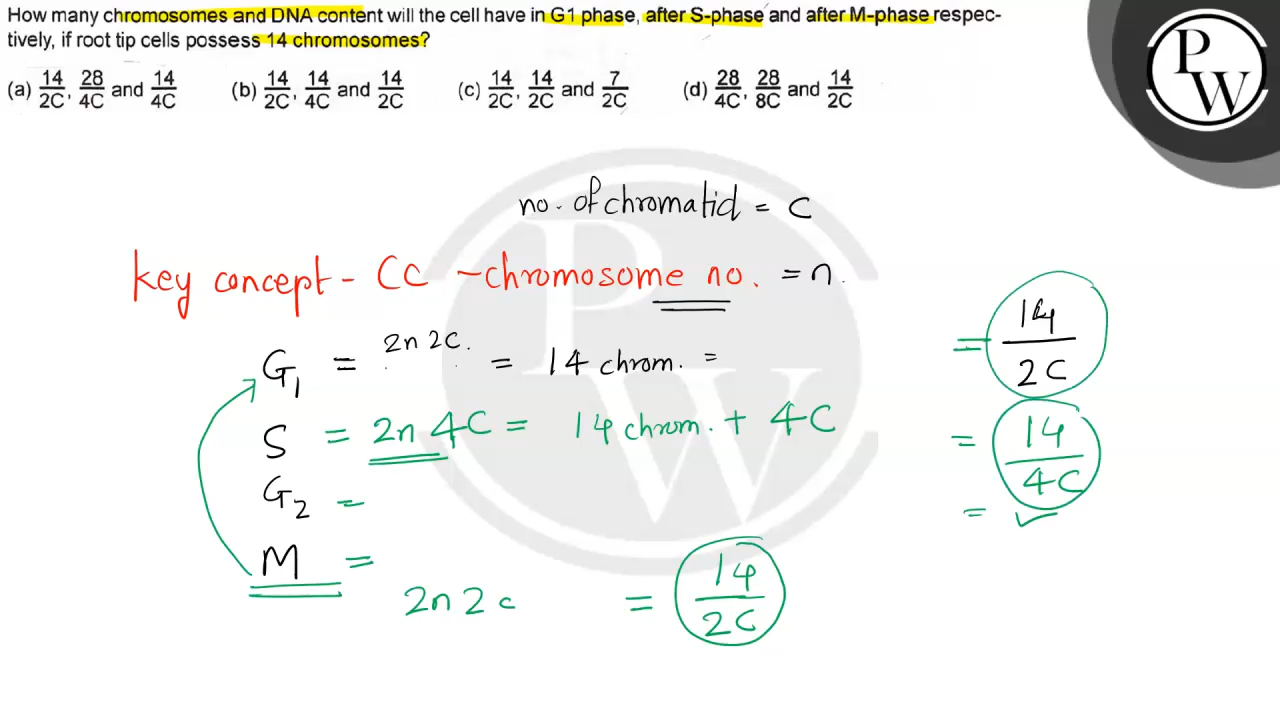 How many chromosomes and DNA content will the cell have in G1 phase, after S-phase and after M-phase respec-
tively, if root tip cells possess 14 chromosomes?
(a) 14/2C, 28/4C and 14/4C (b) 14/2C, 14/4C and 14/2C (c) 14/2C, 14/2C and 7/2C (d) 28/4C, 28/8C and 14/2C
PW
no. of chromatid = C
key concept - CC - chromosome no. = n.
G1 = 2n 2C. = 14 chrom. = = 14/2C
S = 2n 4C = 14 chrom. + 4C = 14/4C
G2 = = ✓
M =
2n 2c = 14/2C